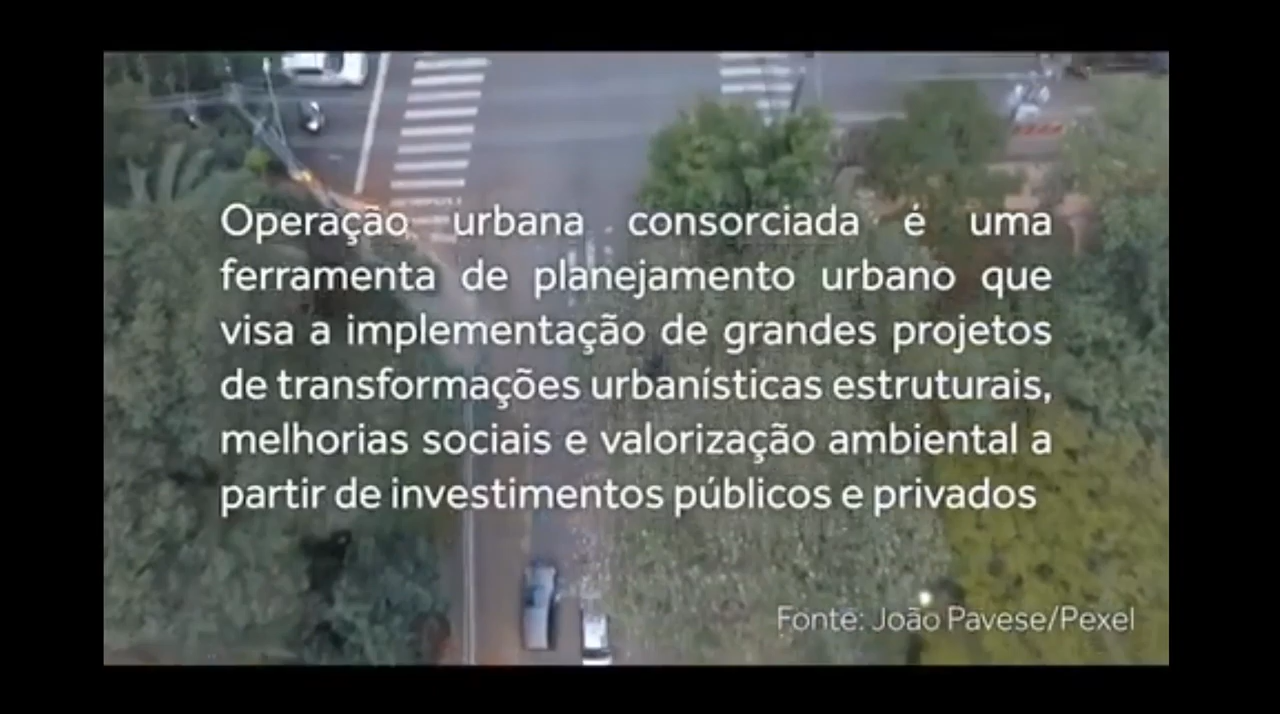 Operação urbana consorciada é uma
ferramenta de planejamento urbano que
visa a implementação de grandes projetos
de transformações urbanísticas estruturais,
melhorias sociais e valorização ambiental a
partir de investimentos públicos e privados
Fonte: João Pavese/Pexel